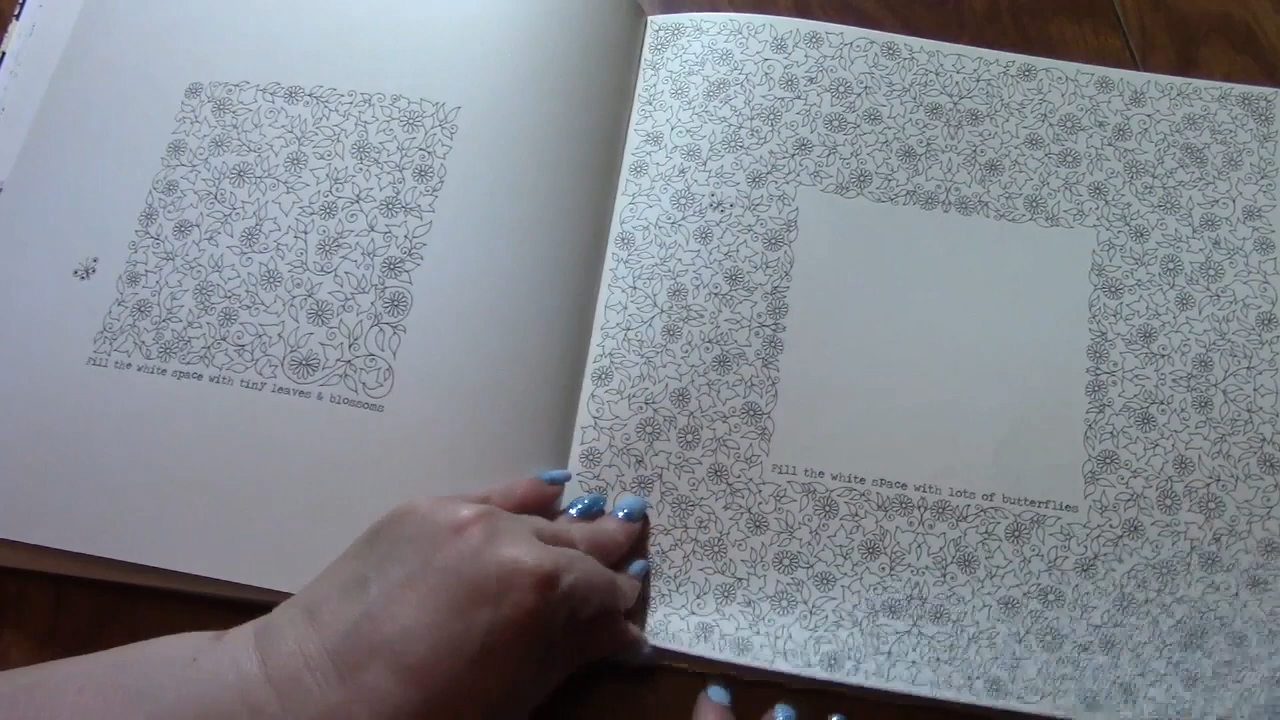 Fill the white space with tiny leaves & blossoms
Fill the white space with lots of butterflies